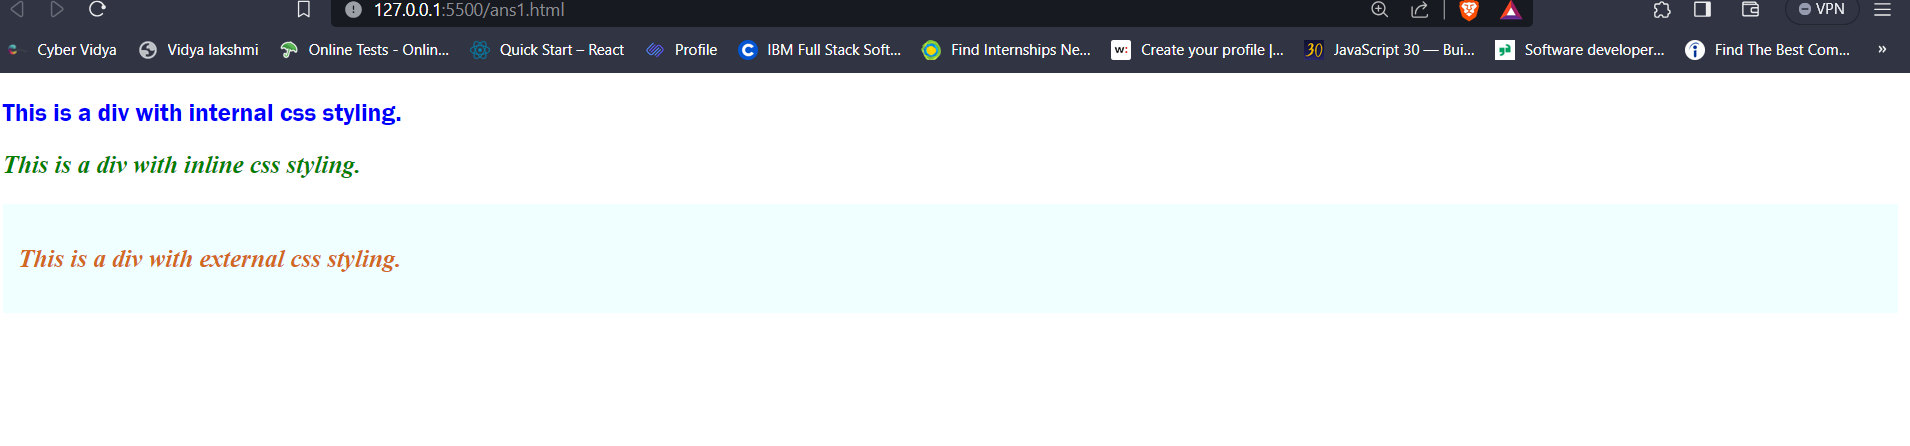 127.0.0.1:5500/ans1.html VPN
Cyber Vidya Vidya lakshmi Online Tests - Onlin... Quick Start – React Profile IBM Full Stack Soft... Find Internships Ne... w: Create your profile |... 30 JavaScript 30 — Bui... Software developer... Find The Best Com... »
This is a div with internal css styling.
This is a div with inline css styling.
This is a div with external css styling.